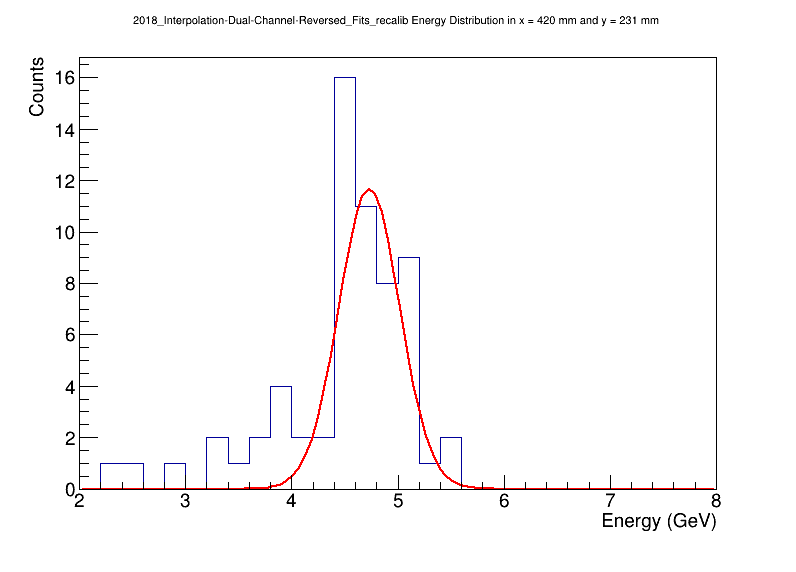 2018_Interpolation-Dual-Channel-Reversed_Fits_recalib Energy Distribution in x = 420 mm and y = 231 mm
Counts
16
14
12
10
8
6
4
2
0
2 3 4 5 6 7 8
Energy (GeV)